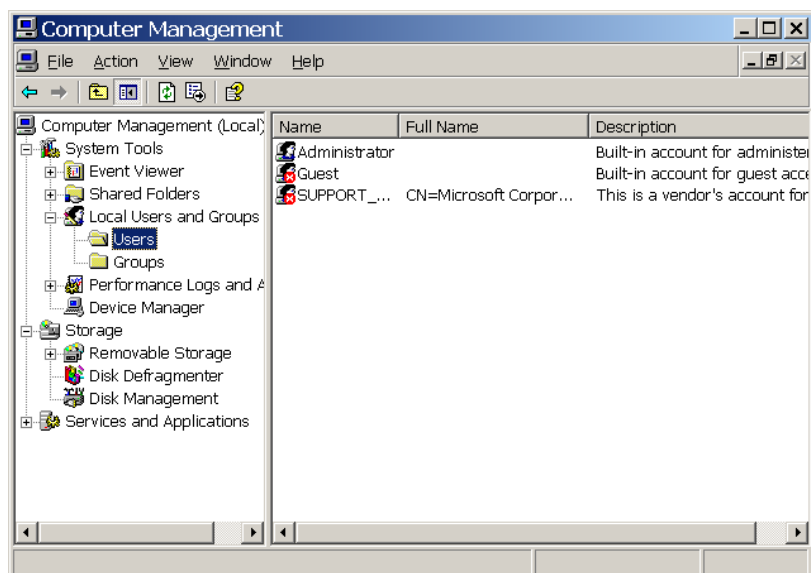 Computer Management
File Action View Window Help
Computer Management (Local)
System Tools
Event Viewer
Shared Folders
Local Users and Groups
Users
Groups
Performance Logs and A
Device Manager
Storage
Removable Storage
Disk Defragmenter
Disk Management
Services and Applications
Name Full Name Description
Administrator Built-in account for administer
Guest Built-in account for guest acce
SUPPORT_... CN=Microsoft Corpor... This is a vendor's account for